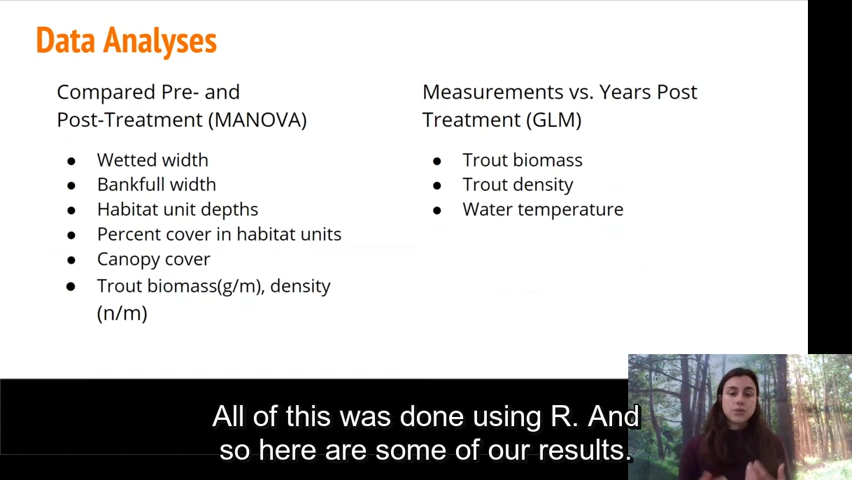 Data Analyses
Compared Pre- and
Post-Treatment (MANOVA)
● Wetted width
● Bankfull width
● Habitat unit depths
● Percent cover in habitat units
● Canopy cover
● Trout biomass(g/m), density
(n/m)
Measurements vs. Years Post
Treatment (GLM)
● Trout biomass
● Trout density
● Water temperature
All of this was done using R. And
so here are some of our results.